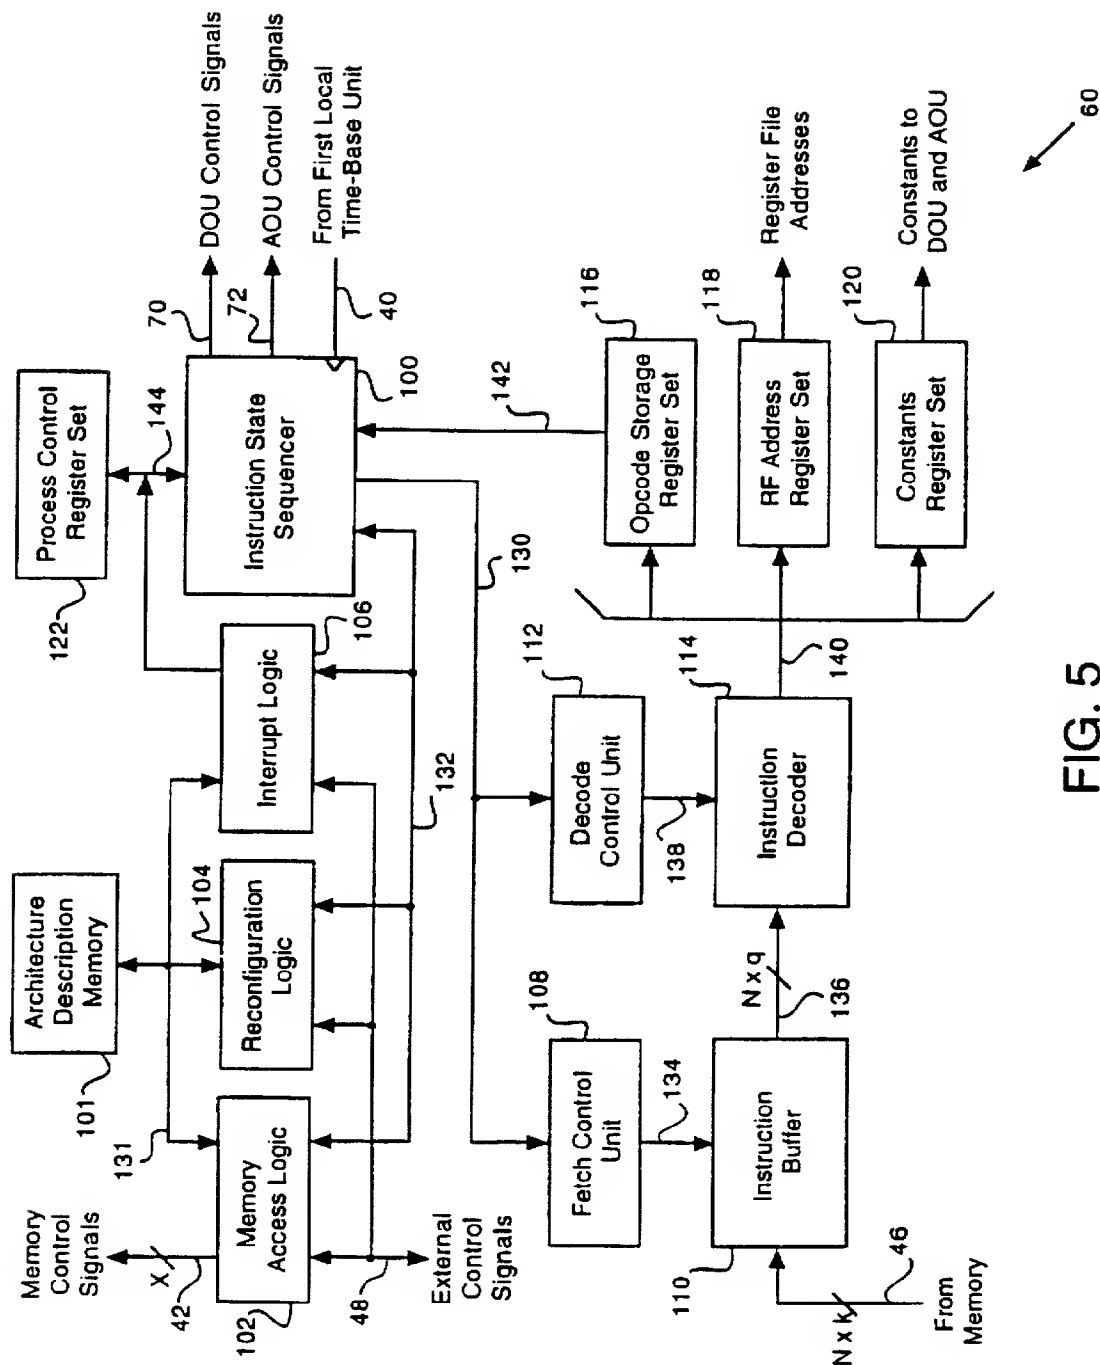 Memory
Control
Signals
X
42
Memory
Access Logic
102
48
External
Control
Signals
131
Architecture
Description
Memory
101
104
Reconfiguration
Logic
Interrupt Logic
106
132
Process Control
Register Set
122
144
Instruction State
Sequencer
100
70
DOU Control Signals
72
AOU Control Signals
From First Local
Time-Base Unit
40
142
130
Fetch Control
Unit
108
134
Decode
Control Unit
112
138
N x k
46
From
Memory
Instruction
Buffer
110
N x q
136
Instruction
Decoder
114
140
Opcode Storage
Register Set
116
RF Address
Register Set
118
Register File
Addresses
Constants
Register Set
120
Constants to
DOU and AOU
60
FIG. 5